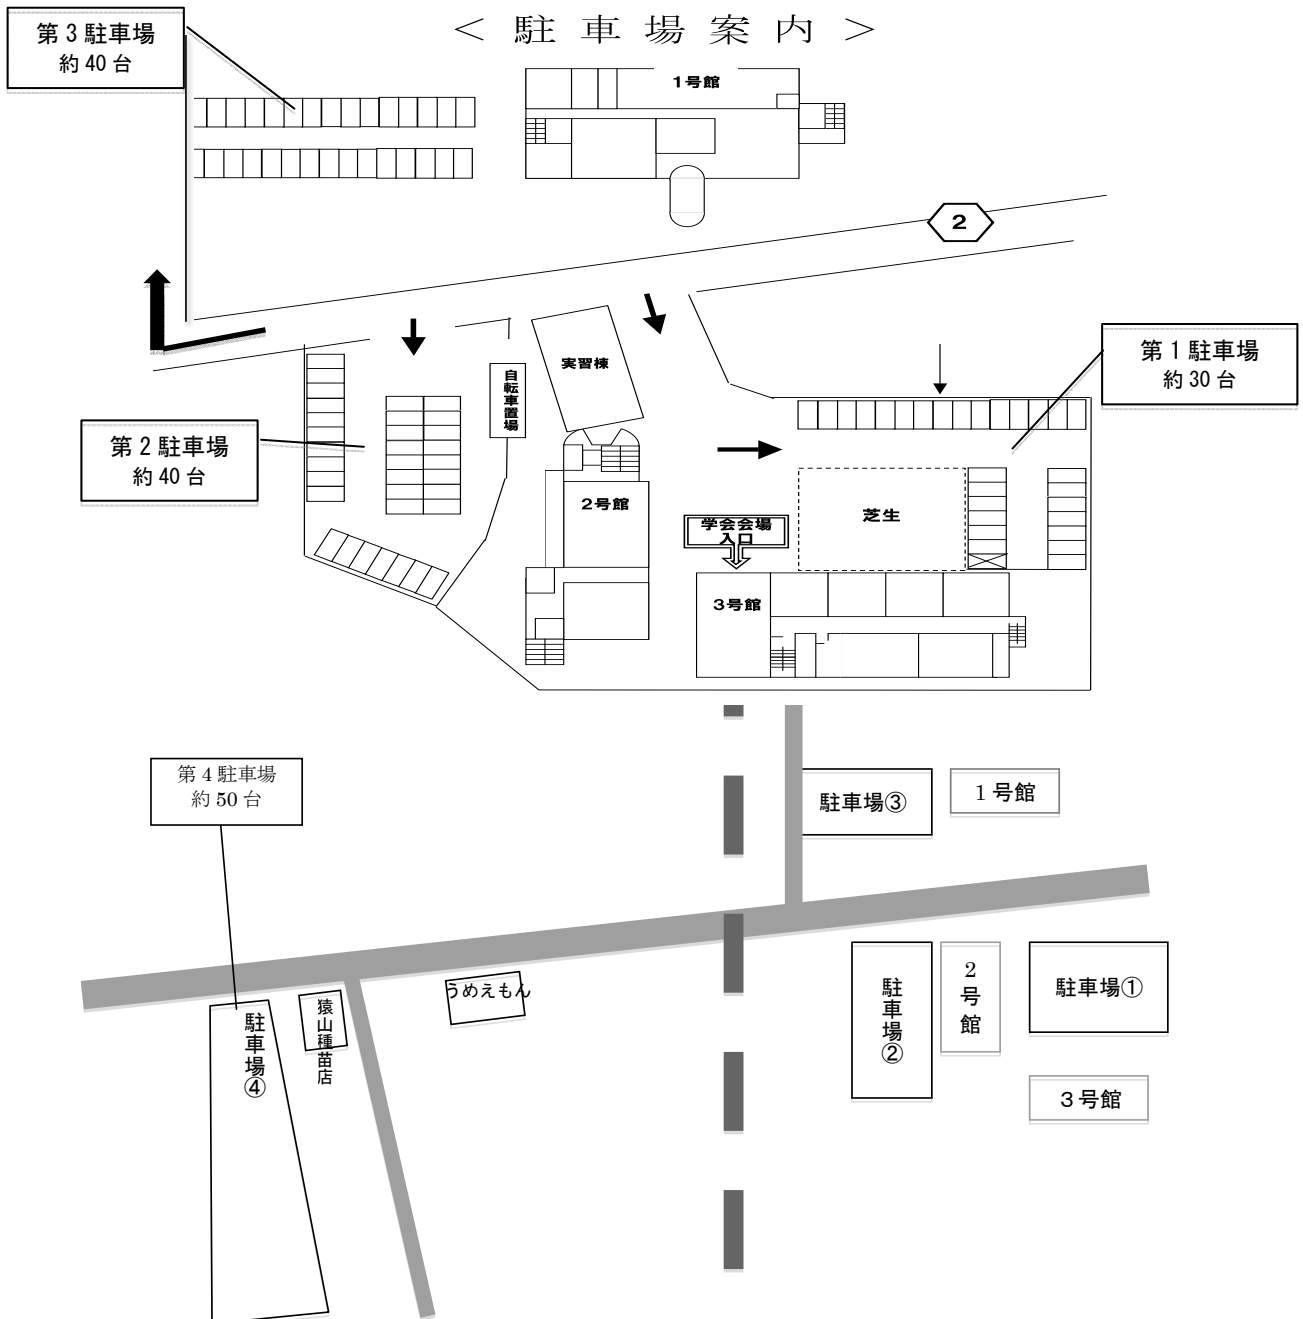 ＜ 駐 車 場 案 内 ＞
第３駐車場
約 40 台
1号館
2
実習棟
自転車置場
第１駐車場
約 30 台
第２駐車場
約 40 台
2号館
芝生
学会会場
入口
3号館
第４駐車場
約 50 台
駐車場③
１号館
うめえもん
猿山種苗店
駐車場④
駐車場②
２号館
駐車場①
３号館